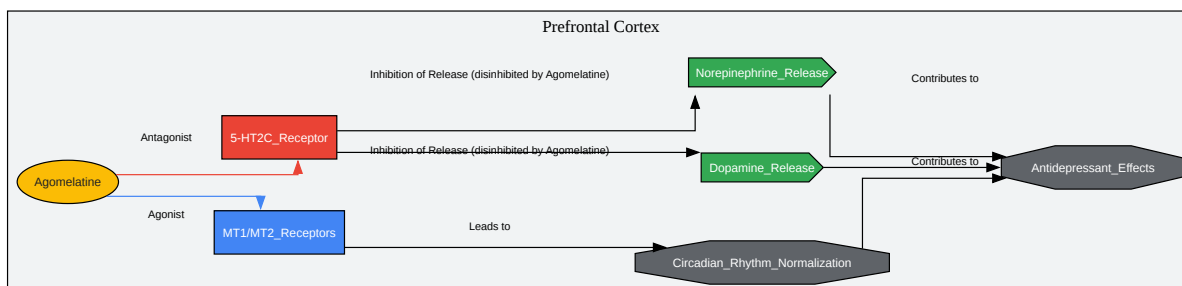 Prefrontal Cortex
Inhibition of Release (disinhibited by Agomelatine)
Norepinephrine_Release
Contributes to
Antagonist
5-HT2C_Receptor
Inhibition of Release (disinhibited by Agomelatine)
Dopamine_Release
Contributes to
Antidepressant_Effects
Agomelatine
Agonist
MT1/MT2_Receptors
Leads to
Circadian_Rhythm_Normalization